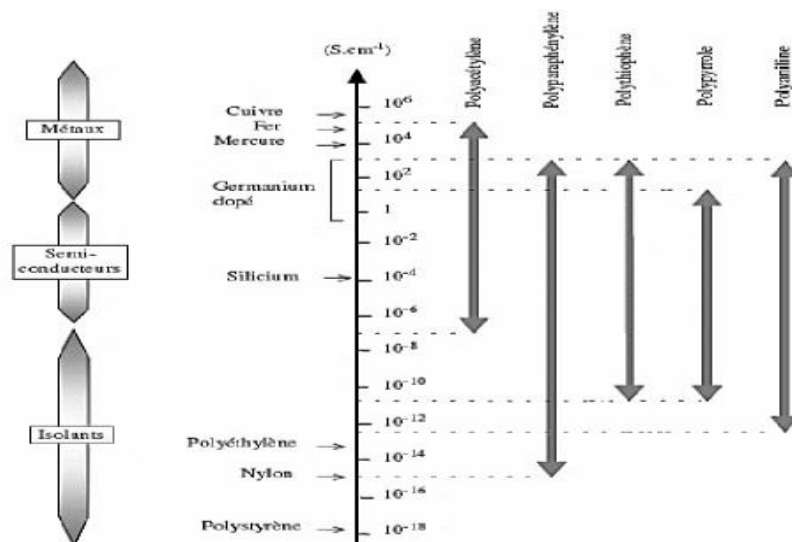 (S.cm⁻¹)
Polyacétylène
Polyparaphénylène
Polythiophène
Polypyrrole
Polyaniline
Métaux
Semi-
conducteurs
Isolants
Cuivre
Fer
Mercure
Germanium
dopé
Silicium
Polyéthylène
Nylon
Polystyrène
10⁶
10⁴
10²
1
10⁻²
10⁻⁴
10⁻⁶
10⁻⁸
10⁻¹⁰
10⁻¹²
10⁻¹⁴
10⁻¹⁶
10⁻¹⁸